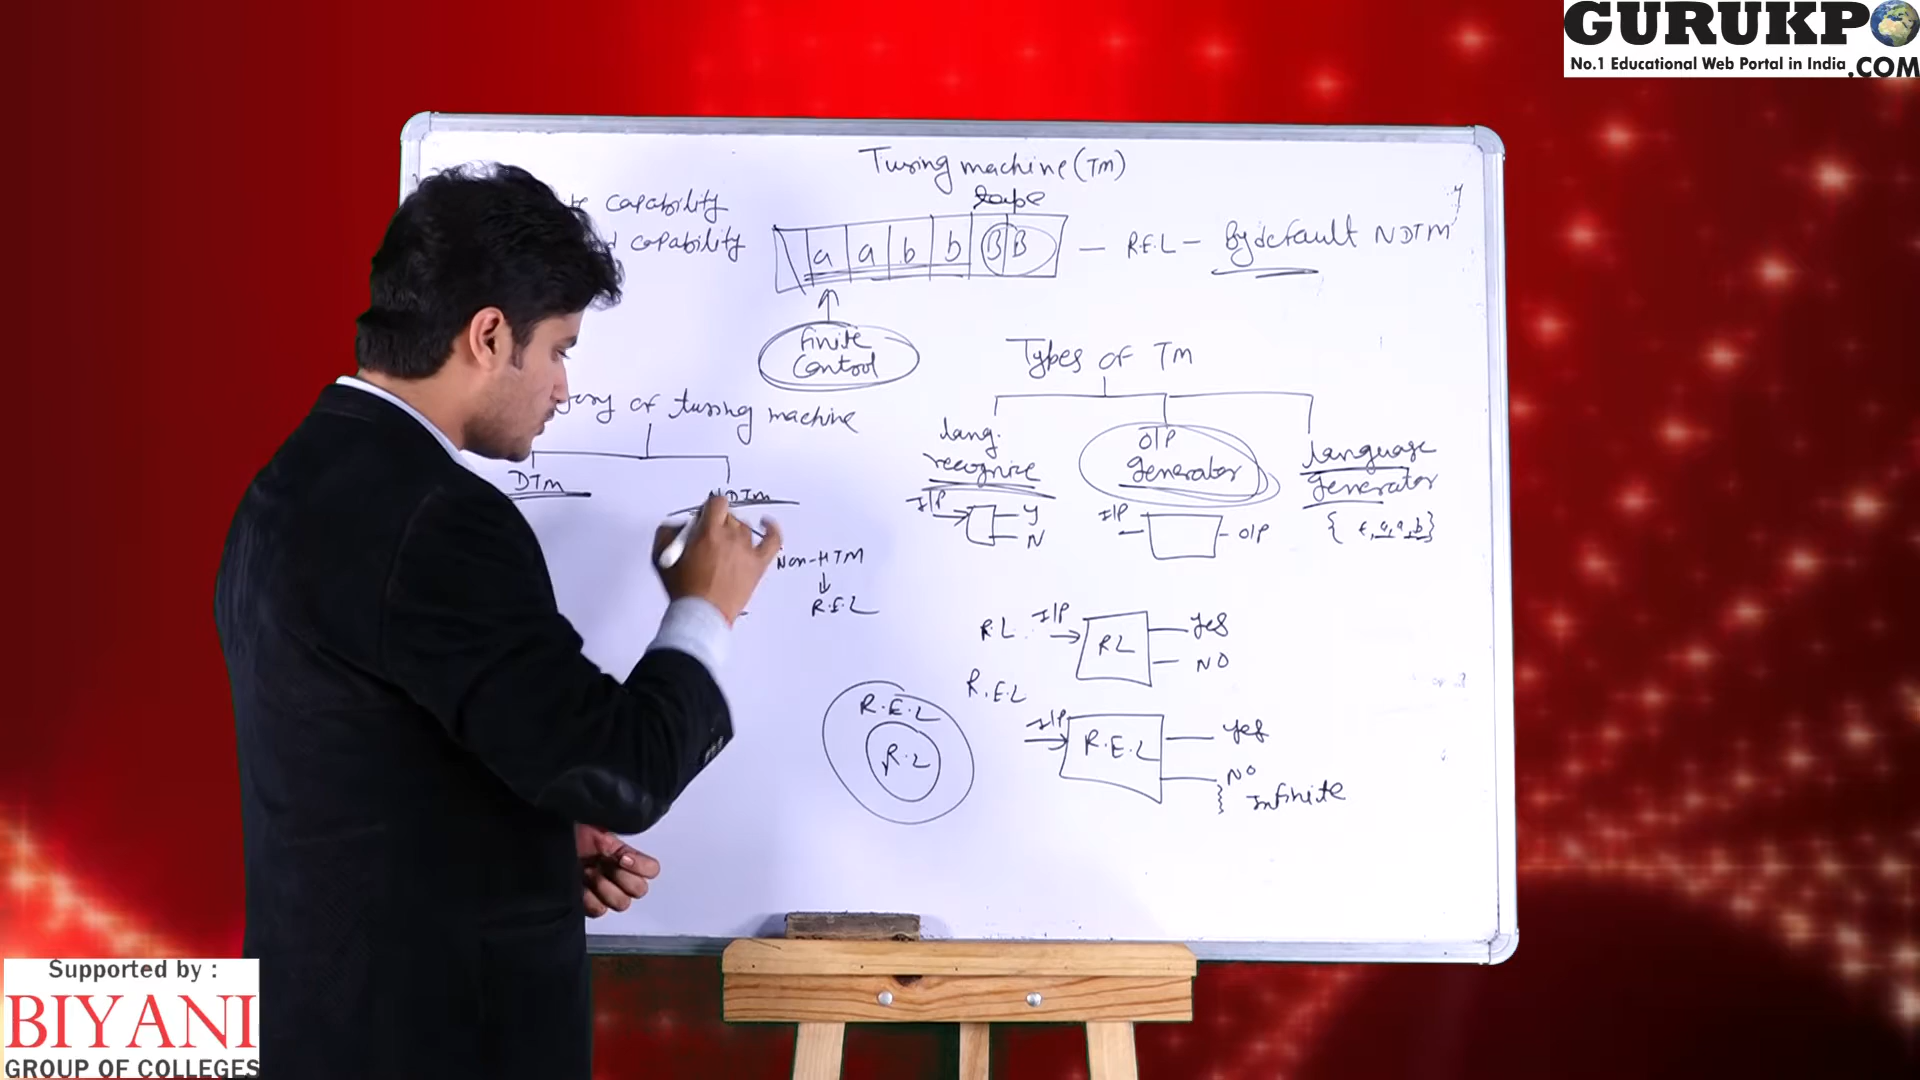 GURUKPO
No.1 Educational Web Portal in India .COM
Turing machine (TM)
capability
capability
tape
a a b b B B — R.E.L — By default NDTM
Finite
Control
Types of TM
of turing machine
DTM
NDTM
lang.
recognize
I/P
Y
N
O/P
generator
I/P
O/P
language
generator
{ ε, a, a, b }
Non-HTM
↓
R.E.L
R.L I/P RL Yes
NO
R.E.L
I/P R.E.L Yes
NO
Infinite
R.E.L
R.L
Supported by :
BIYANI
GROUP OF COLLEGES